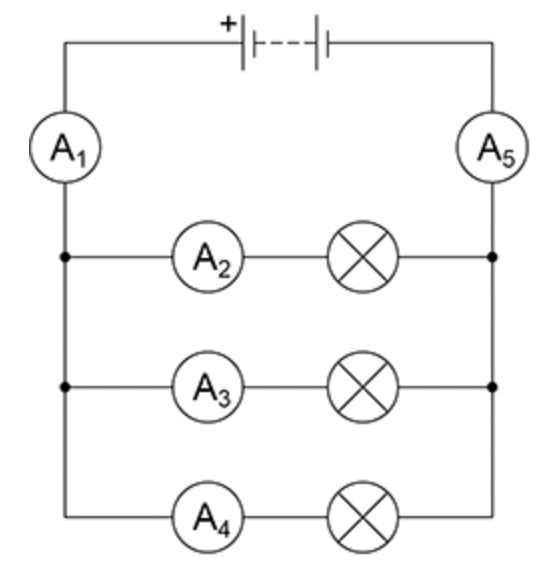 +
A₁
A₅
A₂
A₃
A₄